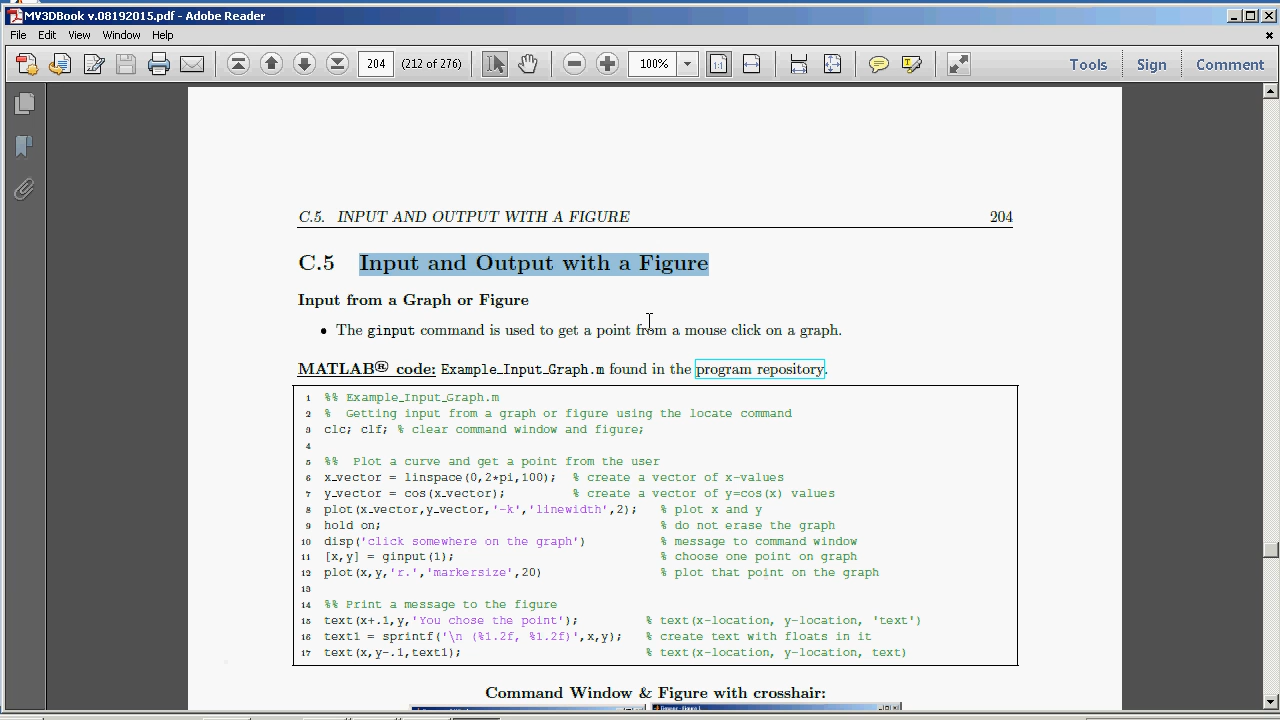 MV3DBook v.08192015.pdf - Adobe Reader
File Edit View Window Help
204 (212 of 276) 100% Tools Sign Comment
C.5. INPUT AND OUTPUT WITH A FIGURE 204
C.5 Input and Output with a Figure
Input from a Graph or Figure
• The ginput command is used to get a point from a mouse click on a graph.
MATLAB® code: Example_Input_Graph.m found in the program repository.
1 %% Example_Input_Graph.m
2 % Getting input from a graph or figure using the locate command
3 clc; clf; % clear command window and figure;
4
5 %% Plot a curve and get a point from the user
6 x_vector = linspace(0,2*pi,100); % create a vector of x-values
7 y_vector = cos(x_vector); % create a vector of y=cos(x) values
8 plot(x_vector,y_vector,'-k','linewidth',2); % plot x and y
9 hold on; % do not erase the graph
10 disp('click somewhere on the graph') % message to command window
11 [x,y] = ginput(1); % choose one point on graph
12 plot(x,y,'r.','markersize',20) % plot that point on the graph
13
14 %% Print a message to the figure
15 text(x+.1,y,'You chose the point'); % text(x-location, y-location, 'text')
16 text1 = sprintf('\n (%1.2f, %1.2f)',x,y); % create text with floats in it
17 text(x,y-.1,text1); % text(x-location, y-location, text)
Command Window & Figure with crosshair: